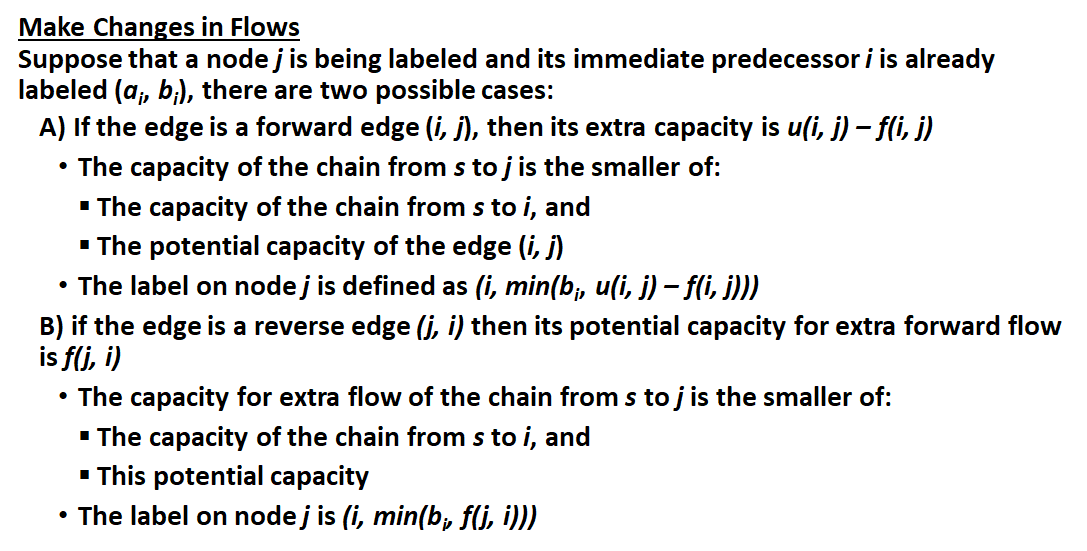 Make Changes in Flows
Suppose that a node j is being labeled and its immediate predecessor i is already
labeled (aᵢ, bᵢ), there are two possible cases:
A) If the edge is a forward edge (i, j), then its extra capacity is u(i, j) – f(i, j)
• The capacity of the chain from s to j is the smaller of:
▪ The capacity of the chain from s to i, and
▪ The potential capacity of the edge (i, j)
• The label on node j is defined as (i, min(bᵢ, u(i, j) – f(i, j)))
B) if the edge is a reverse edge (j, i) then its potential capacity for extra forward flow
is f(j, i)
• The capacity for extra flow of the chain from s to j is the smaller of:
▪ The capacity of the chain from s to i, and
▪ This potential capacity
• The label on node j is (i, min(bᵢ, f(j, i)))